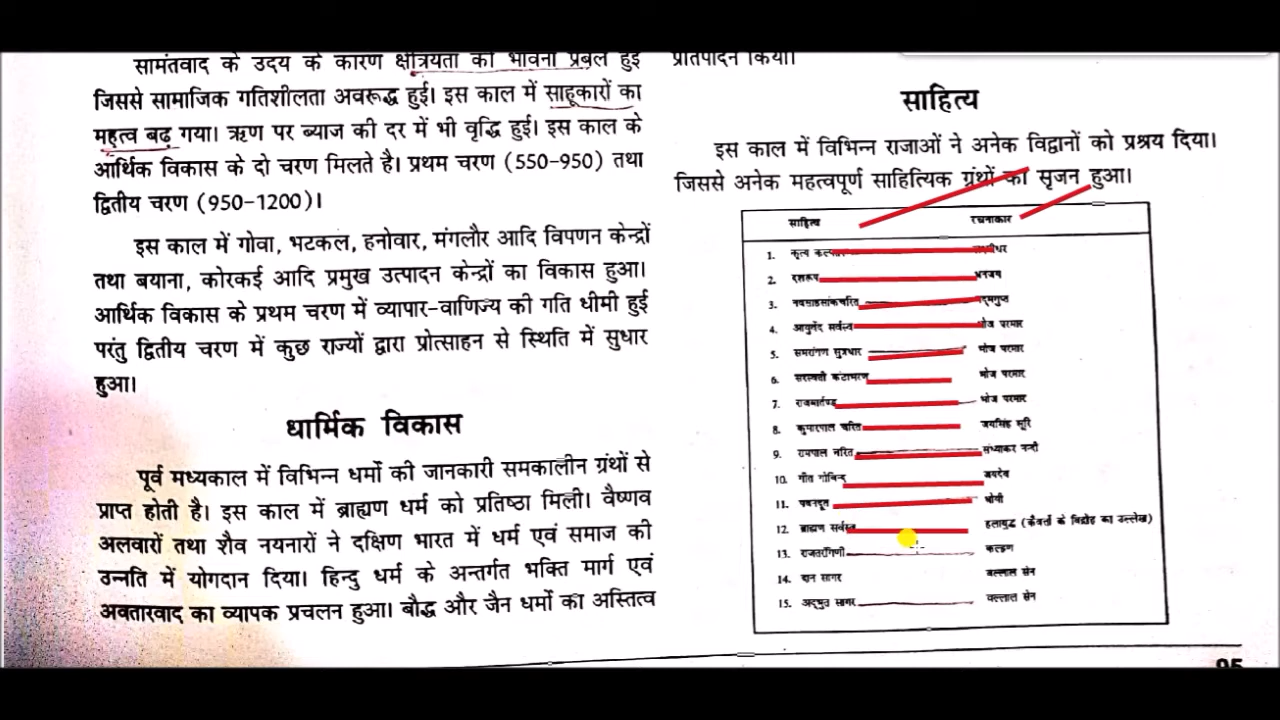 सामंतवाद के उदय के कारण क्षेत्रियता की भावना प्रबल हुई
जिससे सामाजिक गतिशीलता अवरूद्ध हुई। इस काल में साहूकारों का
महत्व बढ़ गया। ऋण पर ब्याज की दर में भी वृद्धि हुई। इस काल के
आर्थिक विकास के दो चरण मिलते है। प्रथम चरण (550-950) तथा
द्वितीय चरण (950-1200)।
इस काल में गोवा, भटकल, हनोवार, मंगलौर आदि विपणन केन्द्रों
तथा बयाना, कोरकई आदि प्रमुख उत्पादन केन्द्रों का विकास हुआ।
आर्थिक विकास के प्रथम चरण में व्यापार-वाणिज्य की गति धीमी हुई
परंतु द्वितीय चरण में कुछ राज्यों द्वारा प्रोत्साहन से स्थिति में सुधार
हुआ।
धार्मिक विकास
पूर्व मध्यकाल में विभिन्न धर्मो की जानकारी समकालीन ग्रंथों से
प्राप्त होती है। इस काल में ब्राह्मण धर्म को प्रतिष्ठा मिली। वैष्णव
अलवारों तथा शैव नयनारों ने दक्षिण भारत में धर्म एवं समाज की
उन्नति में योगदान दिया। हिन्दु धर्म के अन्तर्गत भक्ति मार्ग एवं
अवतारवाद का व्यापक प्रचलन हुआ। बौद्ध और जैन धर्मों का अस्तित्व
प्रतिपादन किया।
साहित्य
इस काल में विभिन्न राजाओं ने अनेक विद्वानों को प्रश्रय दिया।
जिससे अनेक महत्वपूर्ण साहित्यिक ग्रंथों का सृजन हुआ।
साहित्य रचनाकार
1. कृत्य
2. दशरूप
3. नवसाहसांकचरित पद्मगुप्त
4. आयुर्वेद सर्वस्व भोज परमार
5. समरांगण सूत्रधार भोज परमार
6. सरस्वती कंठाभरण भोज परमार
7. राजमार्तण्ड भोज परमार
8. कुमारपाल चरित जयसिंह सूरि
9. रामपाल चरित संध्याकर नन्दी
10. गीत गोविन्द जयदेव
11. पवनदूत धोयी
12. ब्राह्मण सर्वस्व हलायुद्ध (कैवर्तो के विद्रोह का उल्लेख)
13. राजतरंगिणी कल्हण
14. दान सागर बल्लाल सेन
15. अद्भुत सागर बल्लाल सेन
95